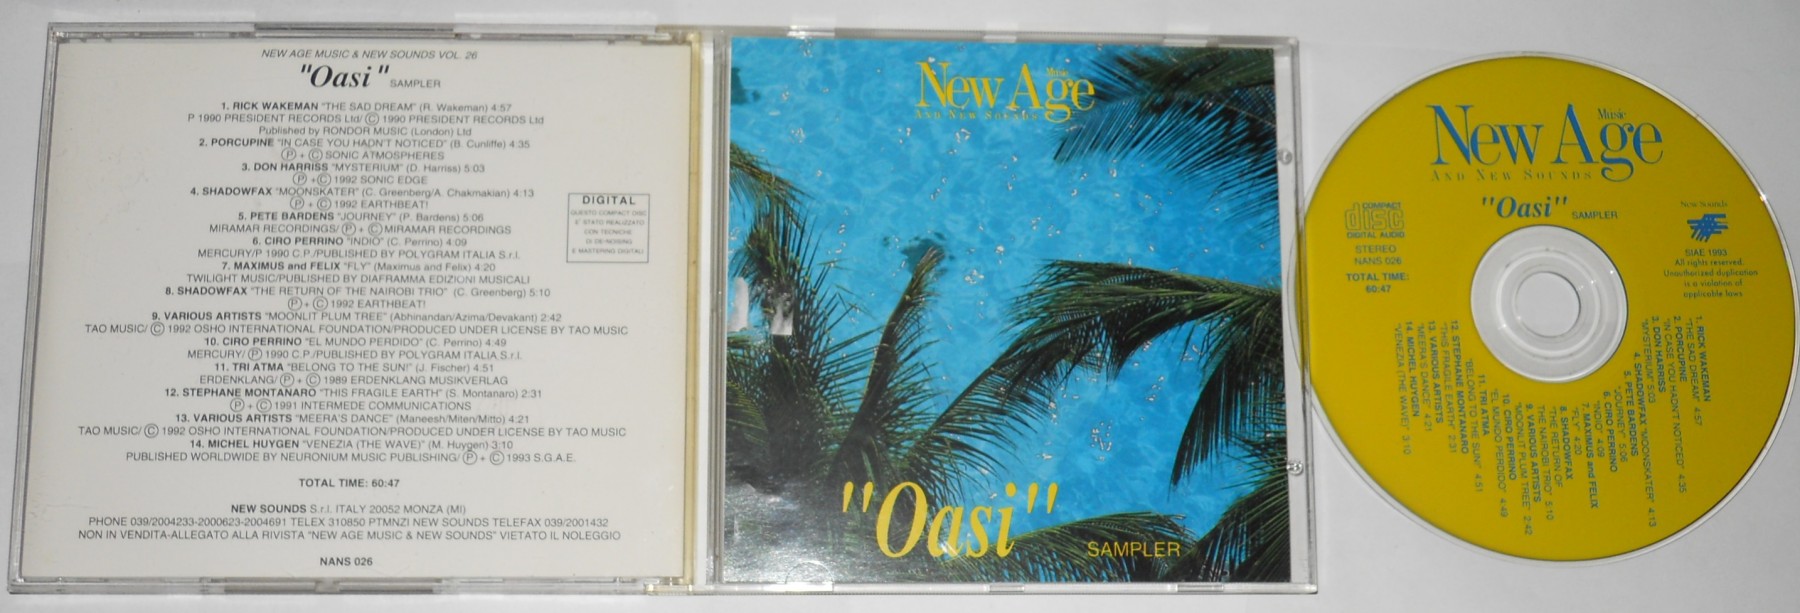 NEW AGE MUSIC & NEW SOUNDS VOL. 26
"Oasi" SAMPLER
1. RICK WAKEMAN "THE SAD DREAM" (R. Wakeman) 4:57
P 1990 PRESIDENT RECORDS Ltd/ © 1990 PRESIDENT RECORDS Ltd
Published by RONDOR MUSIC (London) Ltd
2. PORCUPINE "IN CASE YOU HADN'T NOTICED" (B. Cunliffe) 4:35
℗ + © SONIC ATMOSPHERES
3. DON HARRISS "MYSTERIUM" (D. Harriss) 5:03
℗ + © 1992 SONIC EDGE
4. SHADOWFAX "MOONSKATER" (C. Greenberg/A. Chakmakian) 4:13
℗ + © 1992 EARTHBEAT!
5. PETE BARDENS "JOURNEY" (P. Bardens) 5:06
MIRAMAR RECORDINGS/ ℗ + © MIRAMAR RECORDINGS
6. CIRO PERRINO "INDIO" (C. Perrino) 4:09
MERCURY/P 1990 C.P./PUBLISHED BY POLYGRAM ITALIA S.r.l.
7. MAXIMUS and FELIX "FLY" (Maximus and Felix) 4:20
TWILIGHT MUSIC/PUBLISHED BY DIAFRAMMA EDIZIONI MUSICALI
8. SHADOWFAX "THE RETURN OF THE NAIROBI TRIO" (C. Greenberg) 5:10
℗ + © 1992 EARTHBEAT!
9. VARIOUS ARTISTS "MOONLIT PLUM TREE" (Abhinandan/Azima/Devakant) 2:42
TAO MUSIC/ © 1992 OSHO INTERNATIONAL FOUNDATION/PRODUCED UNDER LICENSE BY TAO MUSIC
10. CIRO PERRINO "EL MUNDO PERDIDO" (C. Perrino) 4:49
MERCURY/ ℗ 1990 C.P./PUBLISHED BY POLYGRAM ITALIA S.r.l.
11. TRI ATMA "BELONG TO THE SUN!" (J. Fischer) 4:51
ERDENKLANG/ ℗ + © 1989 ERDENKLANG MUSIKVERLAG
12. STEPHANE MONTANARO "THIS FRAGILE EARTH" (S. Montanaro) 2:31
℗ + © 1991 INTERMEDE COMMUNICATIONS
13. VARIOUS ARTISTS "MEERA'S DANCE" (Maneesh/Miten/Mitto) 4:21
TAO MUSIC/ © 1992 OSHO INTERNATIONAL FOUNDATION/PRODUCED UNDER LICENSE BY TAO MUSIC
14. MICHEL HUYGEN "VENEZIA (THE WAVE)" (M. Huygen) 3:10
PUBLISHED WORLDWIDE BY NEURONIUM MUSIC PUBLISHING/ ℗ + © 1993 S.G.A.E.
TOTAL TIME: 60:47
NEW SOUNDS S.r.l. ITALY 20052 MONZA (MI)
PHONE 039/2004233-2000623-2004691 TELEX 310850 PTMNZI NEW SOUNDS TELEFAX 039/2001432
NON IN VENDITA-ALLEGATO ALLA RIVISTA "NEW AGE MUSIC & NEW SOUNDS" VIETATO IL NOLEGGIO
NANS 026
DIGITAL
QUESTO COMPACT DISC
E' STATO REALIZZATO
CON TECNICHE
DI DE-NOISING
E MASTERING DIGITALI
New Age Music
AND NEW SOUNDS
"Oasi" SAMPLER
New Age Music
AND NEW SOUNDS
"Oasi" SAMPLER
COMPACT
disc
DIGITAL AUDIO
STEREO
NANS 026
TOTAL TIME:
60:47
New Sounds
SIAE 1993
All rights reserved.
Unauthorized duplication
is a violation of
applicable laws
1. RICK WAKEMAN
"THE SAD DREAM" 4:57
2. PORCUPINE
"IN CASE YOU HADN'T NOTICED" 4:35
3. DON HARRISS
"MYSTERIUM" 5:03
4. SHADOWFAX "MOONSKATER" 4:13
5. PETE BARDENS
"JOURNEY" 5:06
6. CIRO PERRINO
"INDIO" 4:09
7. MAXIMUS and FELIX
"FLY" 4:20
8. SHADOWFAX
"THE RETURN OF
THE NAIROBI TRIO" 5:10
9. VARIOUS ARTISTS
"MOONLIT PLUM TREE" 2:42
10. CIRO PERRINO
"EL MUNDO PERDIDO" 4:49
11. TRI ATMA
"BELONG TO THE SUN!" 4:51
12. STEPHANE MONTANARO
"THIS FRAGILE EARTH" 2:31
13. VARIOUS ARTISTS
"MEERA'S DANCE" 4:21
14. MICHEL HUYGEN
"VENEZIA (THE WAVE)" 3:10